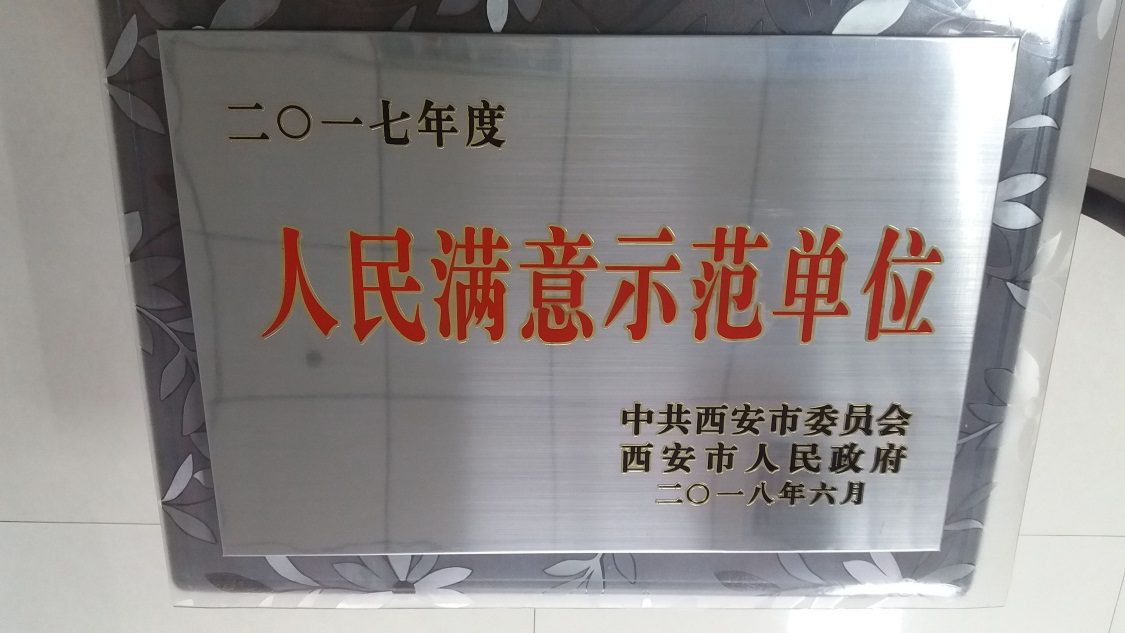 二〇一七年度
人民满意示范单位
中共西安市委员会
西安市人民政府
二〇一八年六月